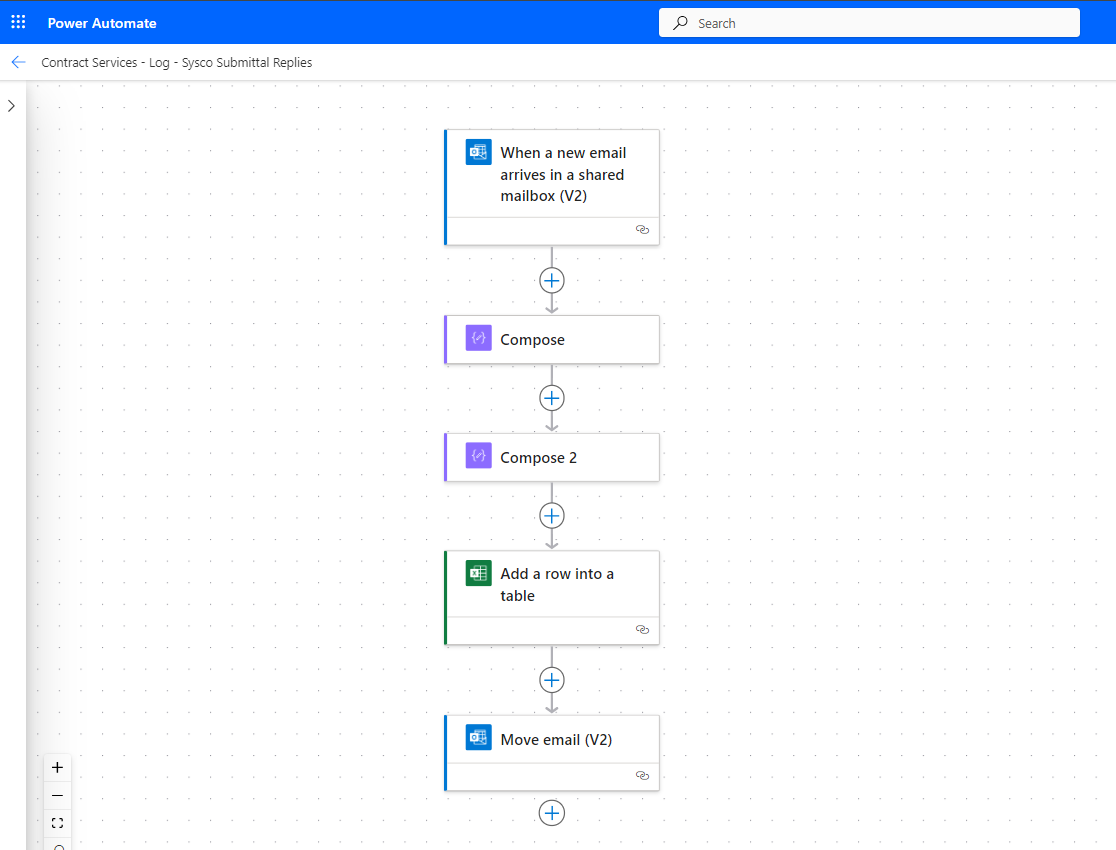 Power Automate
Search
Contract Services - Log - Sysco Submittal Replies
When a new email
arrives in a shared
mailbox (V2)
Compose
Compose 2
Add a row into a
table
Move email (V2)